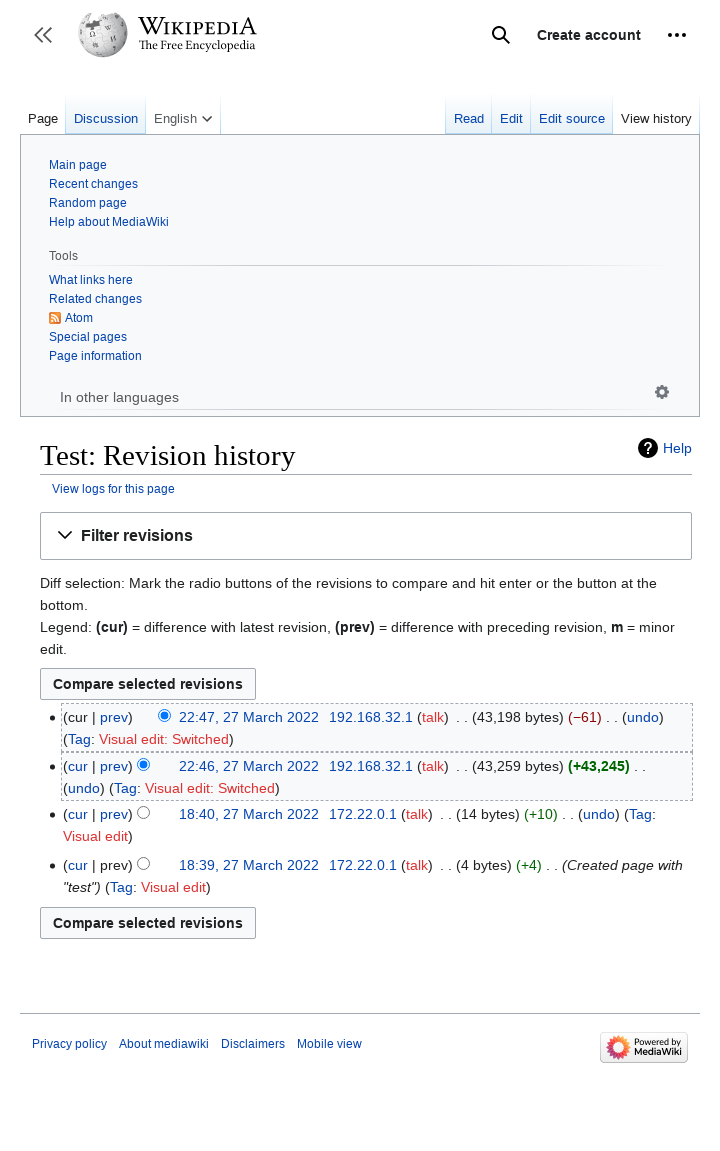 WIKIPEDIA
The Free Encyclopedia
Create account
Page Discussion English Read Edit Edit source View history
Main page
Recent changes
Random page
Help about MediaWiki
Tools
What links here
Related changes
Atom
Special pages
Page information
In other languages
Test: Revision history
Help
View logs for this page
Filter revisions
Diff selection: Mark the radio buttons of the revisions to compare and hit enter or the button at the
bottom.
Legend: (cur) = difference with latest revision, (prev) = difference with preceding revision, m = minor
edit.
Compare selected revisions
(cur | prev) 22:47, 27 March 2022 192.168.32.1 (talk) . . (43,198 bytes) (−61) . . (undo)
(Tag: Visual edit: Switched)
(cur | prev) 22:46, 27 March 2022 192.168.32.1 (talk) . . (43,259 bytes) (+43,245) . .
(undo) (Tag: Visual edit: Switched)
(cur | prev) 18:40, 27 March 2022 172.22.0.1 (talk) . . (14 bytes) (+10) . . (undo) (Tag:
Visual edit)
(cur | prev) 18:39, 27 March 2022 172.22.0.1 (talk) . . (4 bytes) (+4) . . (Created page with
"test") (Tag: Visual edit)
Compare selected revisions
Privacy policy About mediawiki Disclaimers Mobile view
Powered by
MediaWiki